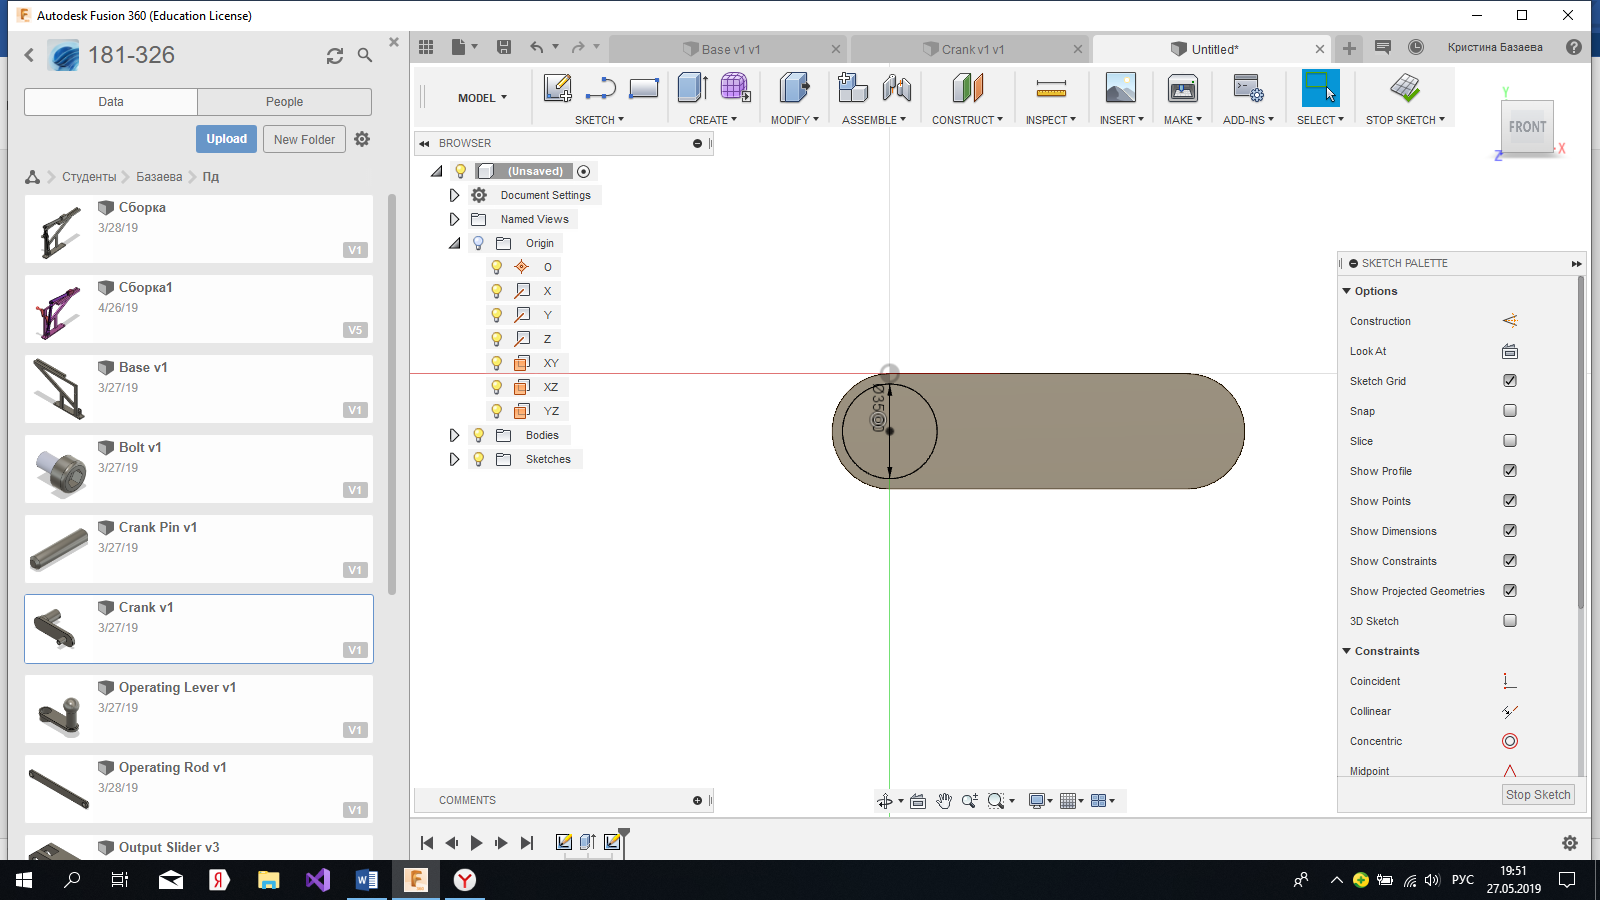 Autodesk Fusion 360 (Education License)
181-326
Data
People
Upload
New Folder
Студенты
Базаева
Пд
Сборка
3/28/19
V1
Сборка1
4/26/19
V5
Base v1
3/27/19
V1
Bolt v1
3/27/19
V1
Crank Pin v1
3/27/19
V1
Crank v1
3/27/19
V1
Operating Lever v1
3/27/19
V1
Operating Rod v1
3/28/19
V1
Output Slider v3
Base v1 v1
Crank v1 v1
Untitled*
Кристина Базаева
MODEL
SKETCH
CREATE
MODIFY
ASSEMBLE
CONSTRUCT
INSPECT
INSERT
MAKE
ADD-INS
SELECT
STOP SKETCH
BROWSER
(Unsaved)
Document Settings
Named Views
Origin
O
X
Y
Z
XY
XZ
YZ
Bodies
Sketches
Y
FRONT
Z
X
SKETCH PALETTE
Options
Construction
Look At
Sketch Grid
Snap
Slice
Show Profile
Show Points
Show Dimensions
Show Constraints
Show Projected Geometries
3D Sketch
Constraints
Coincident
Collinear
Concentric
Midpoint
Stop Sketch
COMMENTS
РУС
19:51
27.05.2019